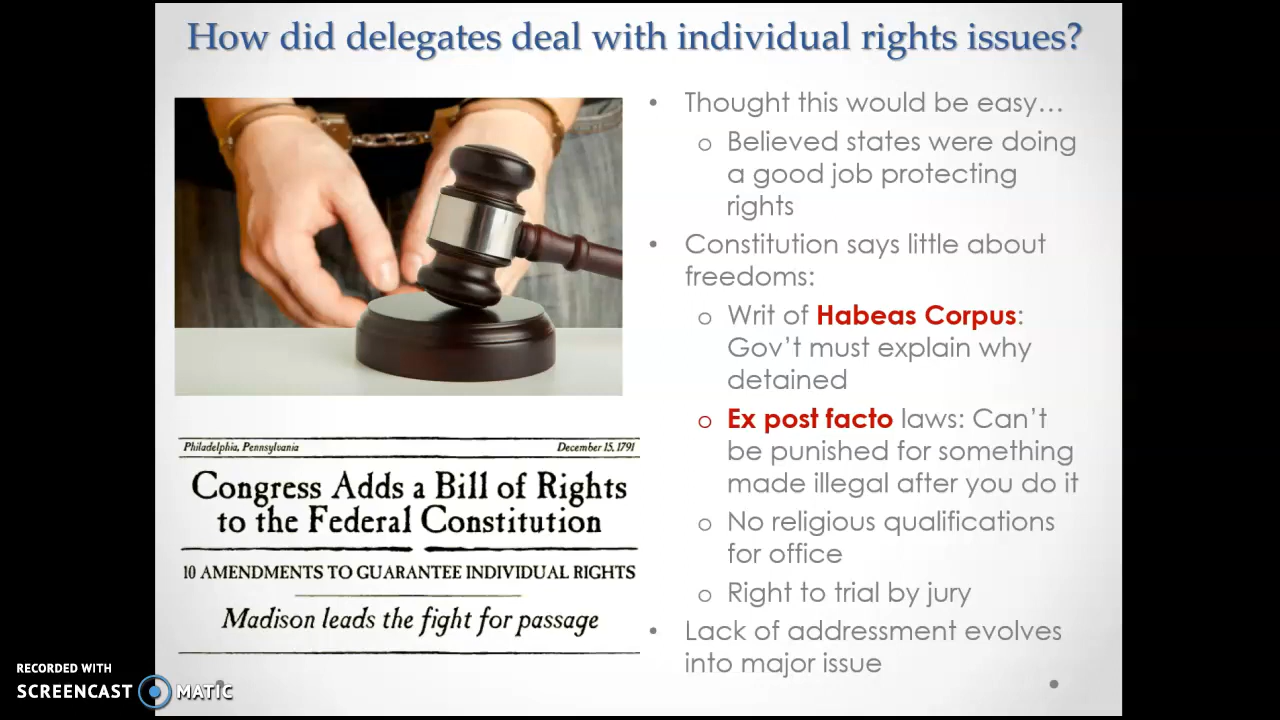 How did delegates deal with individual rights issues?
• Thought this would be easy…
o Believed states were doing
a good job protecting
rights
• Constitution says little about
freedoms:
o Writ of Habeas Corpus:
Gov't must explain why
detained
o Ex post facto laws: Can't
be punished for something
made illegal after you do it
o No religious qualifications
for office
o Right to trial by jury
• Lack of addressment evolves
into major issue
Philadelphia, Pennsylvania December 15, 1791
Congress Adds a Bill of Rights
to the Federal Constitution
10 AMENDMENTS TO GUARANTEE INDIVIDUAL RIGHTS
Madison leads the fight for passage
RECORDED WITH
SCREENCAST MATIC